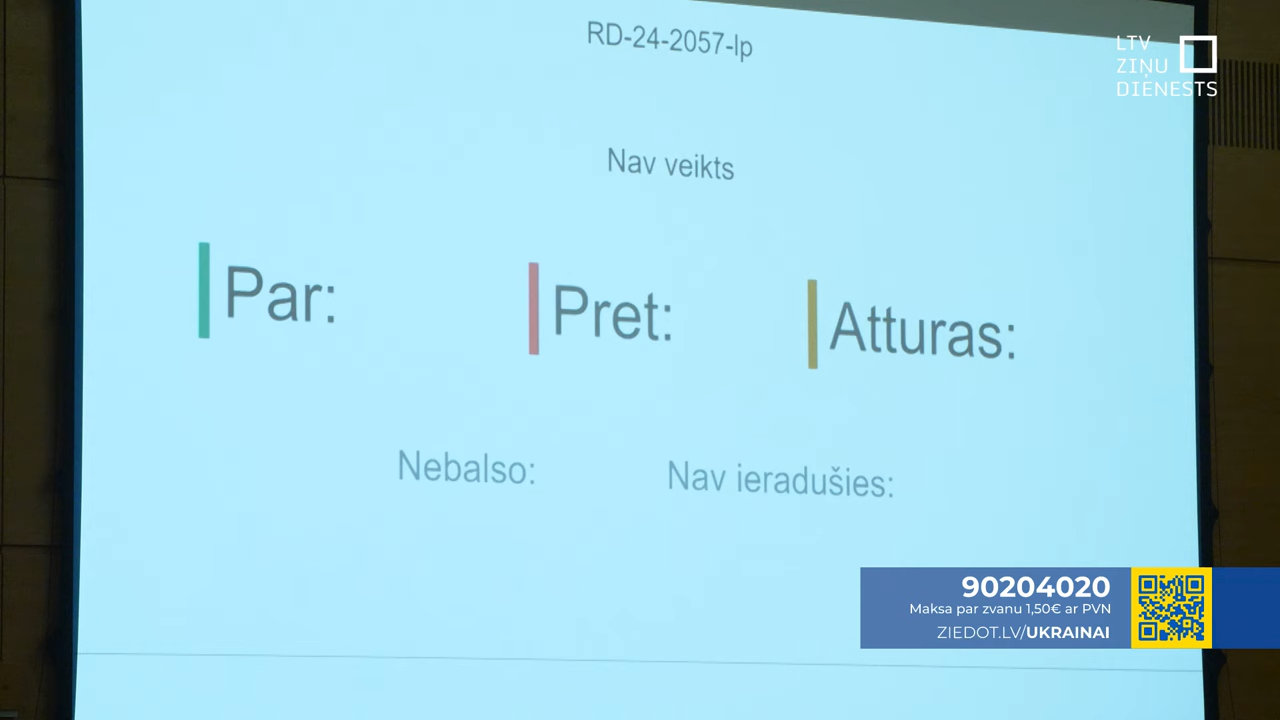 RD-24-2057-lp
LTV
ZIŅU
DIENESTS
Nav veikts
Par:
Pret:
Atturas:
Nebalso:
Nav ieradušies:
90204020
Maksa par zvanu 1,50€ ar PVN
ZIEDOT.LV/UKRAINAI